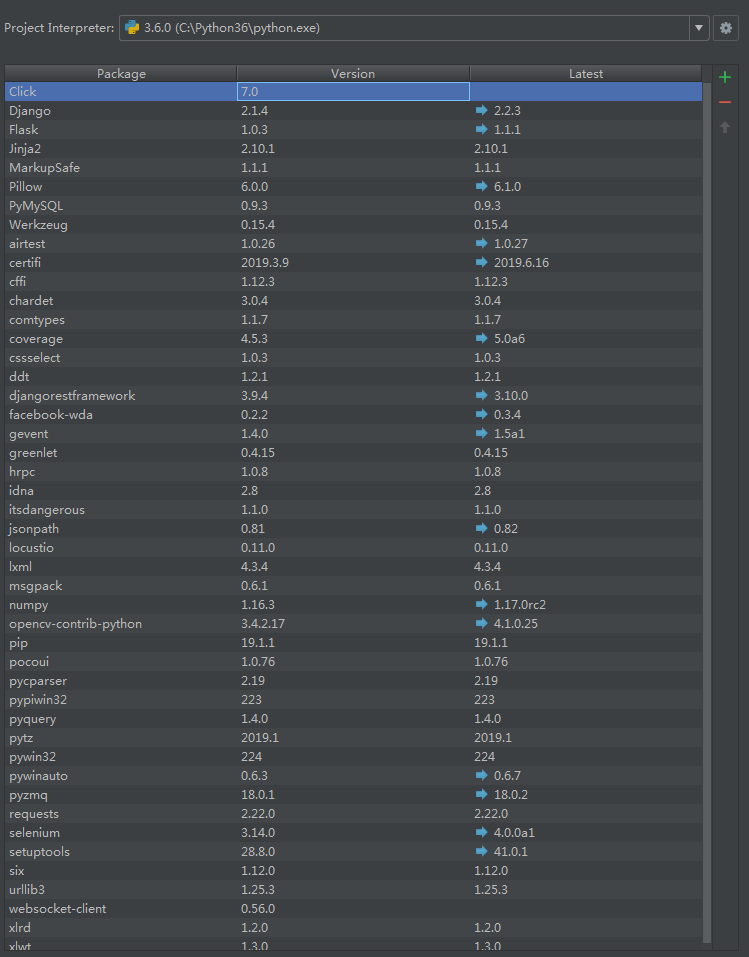 Project Interpreter: 3.6.0 (C:\Python36\python.exe)
Package Version Latest
Click 7.0
Django 2.1.4 2.2.3
Flask 1.0.3 1.1.1
Jinja2 2.10.1 2.10.1
MarkupSafe 1.1.1 1.1.1
Pillow 6.0.0 6.1.0
PyMySQL 0.9.3 0.9.3
Werkzeug 0.15.4 0.15.4
airtest 1.0.26 1.0.27
certifi 2019.3.9 2019.6.16
cffi 1.12.3 1.12.3
chardet 3.0.4 3.0.4
comtypes 1.1.7 1.1.7
coverage 4.5.3 5.0a6
cssselect 1.0.3 1.0.3
ddt 1.2.1 1.2.1
djangorestframework 3.9.4 3.10.0
facebook-wda 0.2.2 0.3.4
gevent 1.4.0 1.5a1
greenlet 0.4.15 0.4.15
hrpc 1.0.8 1.0.8
idna 2.8 2.8
itsdangerous 1.1.0 1.1.0
jsonpath 0.81 0.82
locustio 0.11.0 0.11.0
lxml 4.3.4 4.3.4
msgpack 0.6.1 0.6.1
numpy 1.16.3 1.17.0rc2
opencv-contrib-python 3.4.2.17 4.1.0.25
pip 19.1.1 19.1.1
pocoui 1.0.76 1.0.76
pycparser 2.19 2.19
pypiwin32 223 223
pyquery 1.4.0 1.4.0
pytz 2019.1 2019.1
pywin32 224 224
pywinauto 0.6.3 0.6.7
pyzmq 18.0.1 18.0.2
requests 2.22.0 2.22.0
selenium 3.14.0 4.0.0a1
setuptools 28.8.0 41.0.1
six 1.12.0 1.12.0
urllib3 1.25.3 1.25.3
websocket-client 0.56.0
xlrd 1.2.0 1.2.0
xlwt 1.3.0 1.3.0